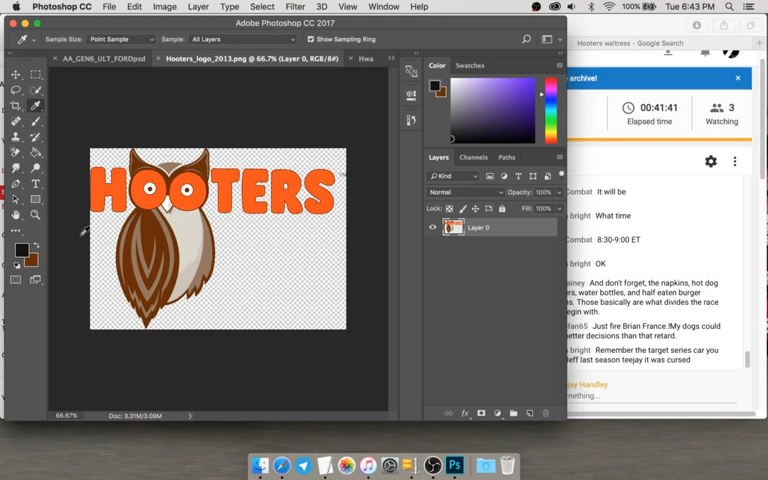 Photoshop CC File Edit Image Layer Type Select Filter 3D View Window Help 100% Tue 6:43 PM
Adobe Photoshop CC 2017
Sample Size: Point Sample Sample: All Layers Show Sampling Ring
AA_GEN6_ULT_FORDpsd Hooters_logo_2013.png @ 66.7% (Layer 0, RGB/8#) Hwa
HOOTERS
TM
66.67% Doc: 3.31M/3.09M
Color Swatches
Layers Channels Paths
Kind
Normal Opacity: 100%
Lock: Fill: 100%
Layer 0
fx
Hooters waitress - Google Search
archive!
00:41:41 3
Elapsed time Watching
Combat It will be
bright What time
Combat 8:30-9:00 ET
bright OK
ainey And don't forget, the napkins, hot dog
ers, water bottles, and half eaten burger
s. Those basically are what divides the race
egin with.
fan65 Just fire Brian France.!My dogs could
better decisions than that retard.
bright Remember the target series car you
Jeff last season teejay it was cursed
jay Handley
mething...
Ps